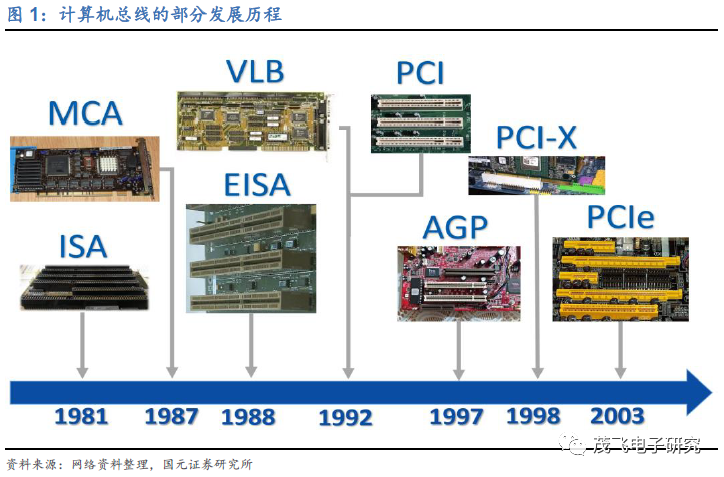 图 1：计算机总线的部分发展历程
VLB
PCI
MCA
PCI-X
EISA
PCIe
AGP
ISA
1981
1987
1988
1992
1997
1998
2003
茂飞电子研究
资料来源：网络资料整理，国元证券研究所